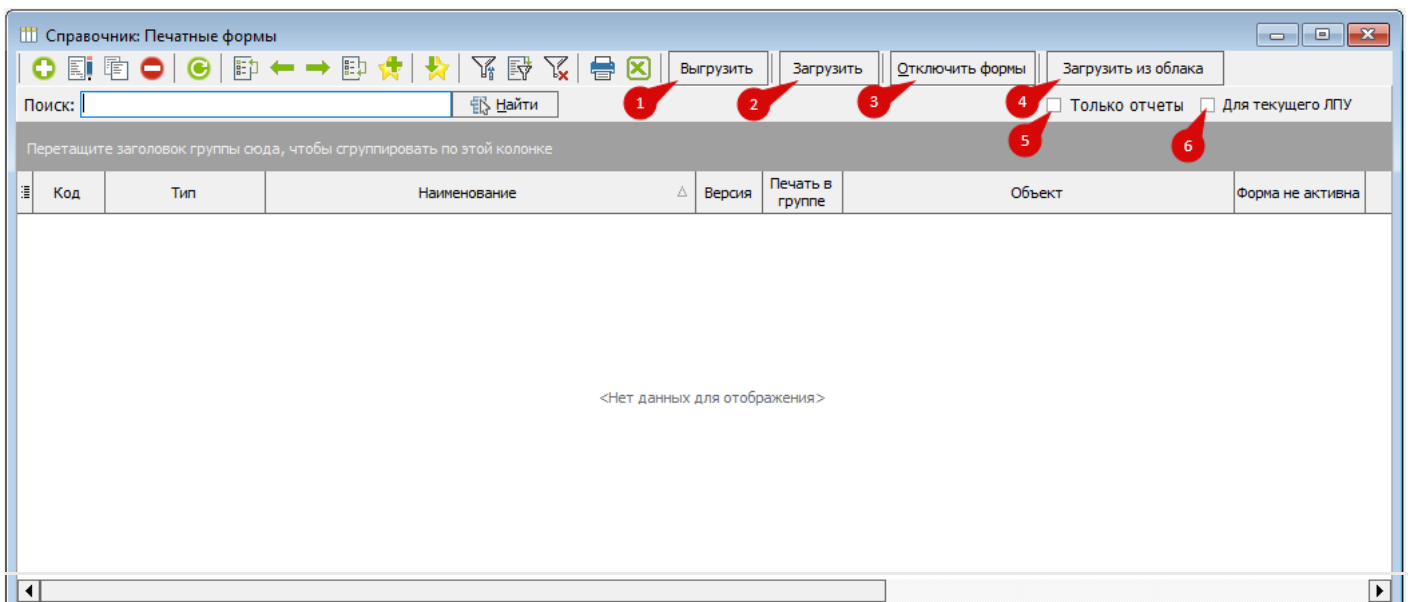 Справочник: Печатные формы
Выгрузить Загрузить Отключить формы Загрузить из облака
Поиск: Найти 1 2 3 4 Только отчеты Для текущего ЛПУ
5 6
Перетащите заголовок группы сюда, чтобы сгруппировать по этой колонке
Код Тип Наименование Версия Печать в группе Объект Форма не активна
<Нет данных для отображения>